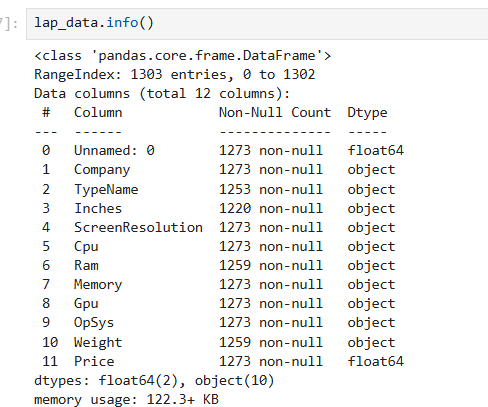 7]: lap_data.info()
<class 'pandas.core.frame.DataFrame'>
RangeIndex: 1303 entries, 0 to 1302
Data columns (total 12 columns):
 #   Column            Non-Null Count  Dtype
---  ------            --------------  -----
 0   Unnamed: 0        1273 non-null   float64
 1   Company           1273 non-null   object
 2   TypeName          1253 non-null   object
 3   Inches            1220 non-null   object
 4   ScreenResolution  1273 non-null   object
 5   Cpu               1273 non-null   object
 6   Ram               1259 non-null   object
 7   Memory            1273 non-null   object
 8   Gpu               1273 non-null   object
 9   OpSys             1273 non-null   object
 10  Weight            1259 non-null   object
 11  Price             1273 non-null   float64
dtypes: float64(2), object(10)
memory usage: 122.3+ KB